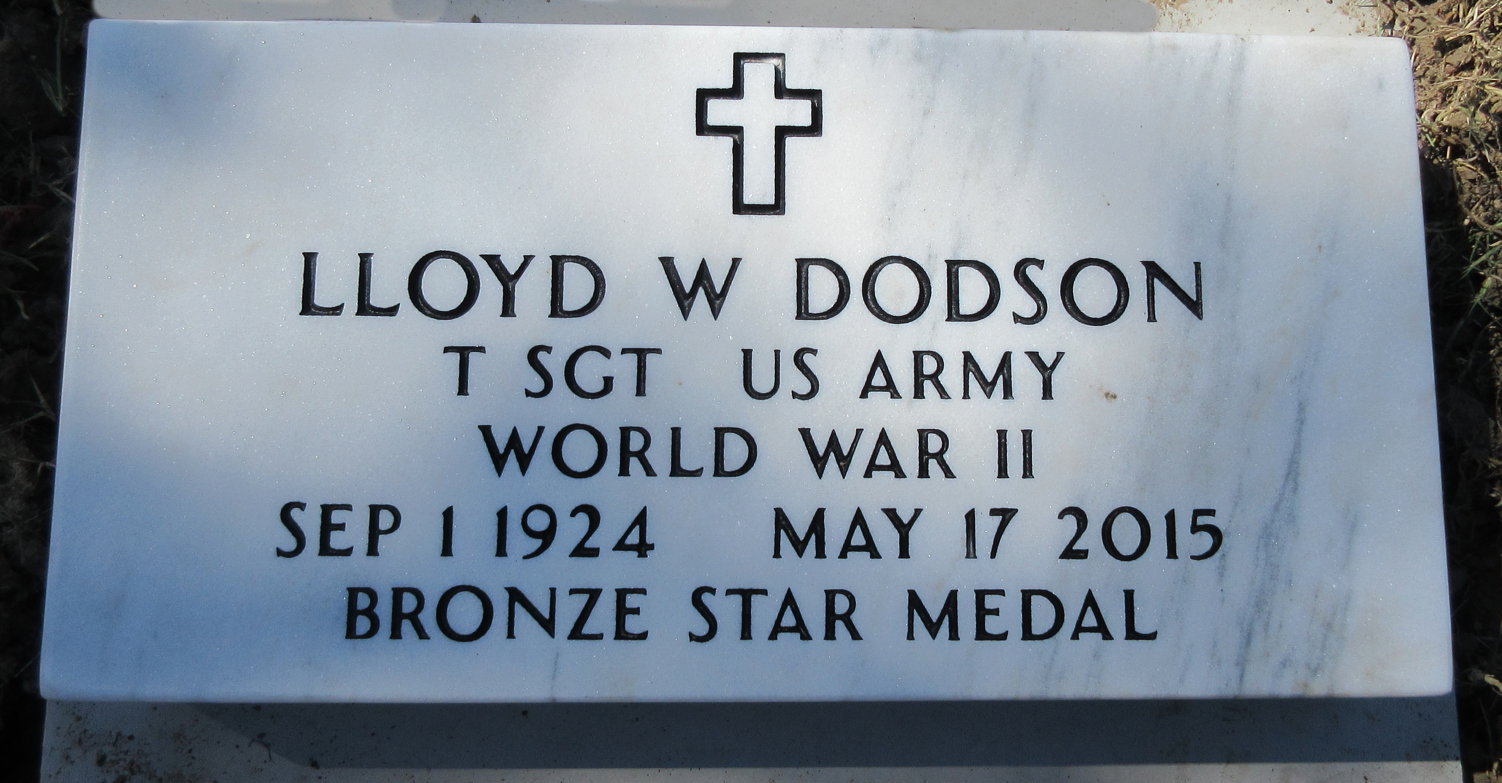 LLOYD W DODSON
T SGT US ARMY
WORLD WAR II
SEP 1 1924 MAY 17 2015
BRONZE STAR MEDAL